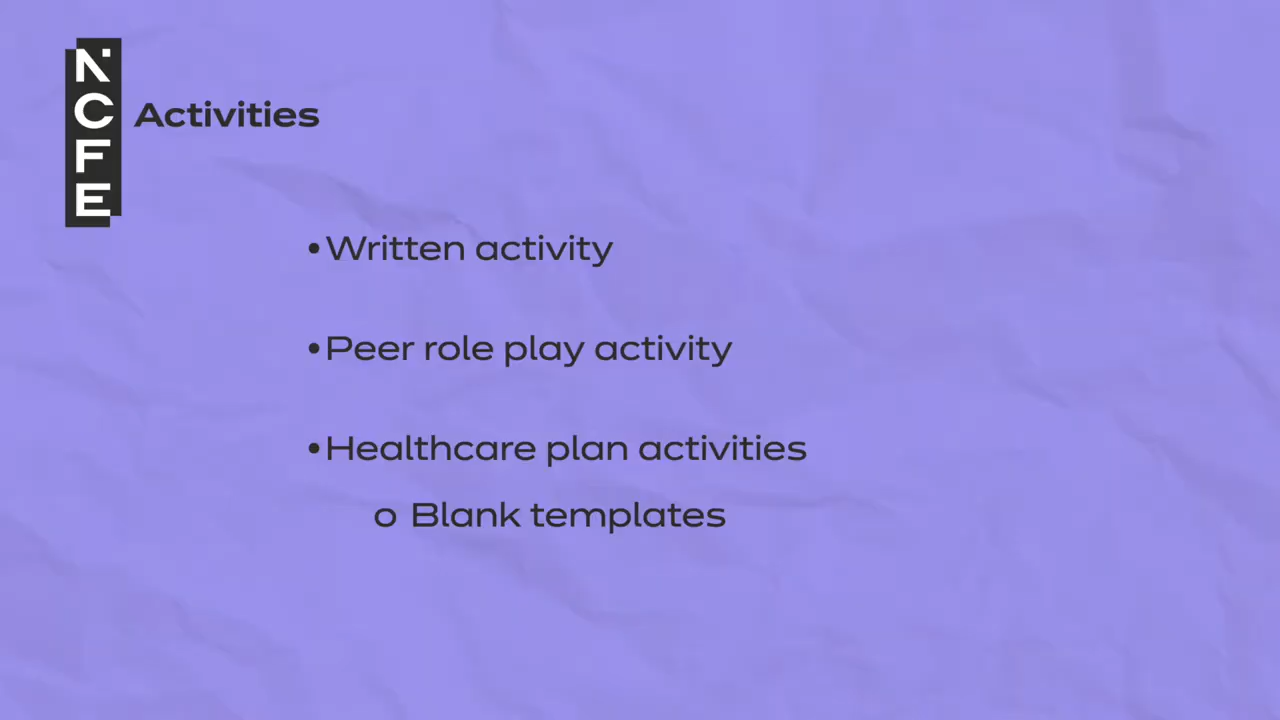 NCFE
Activities
•Written activity
•Peer role play activity
•Healthcare plan activities
o Blank templates